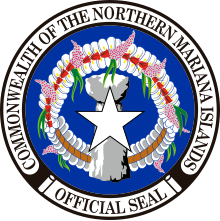 COMMONWEALTH OF THE NORTHERN MARIANA ISLANDS
OFFICIAL SEAL